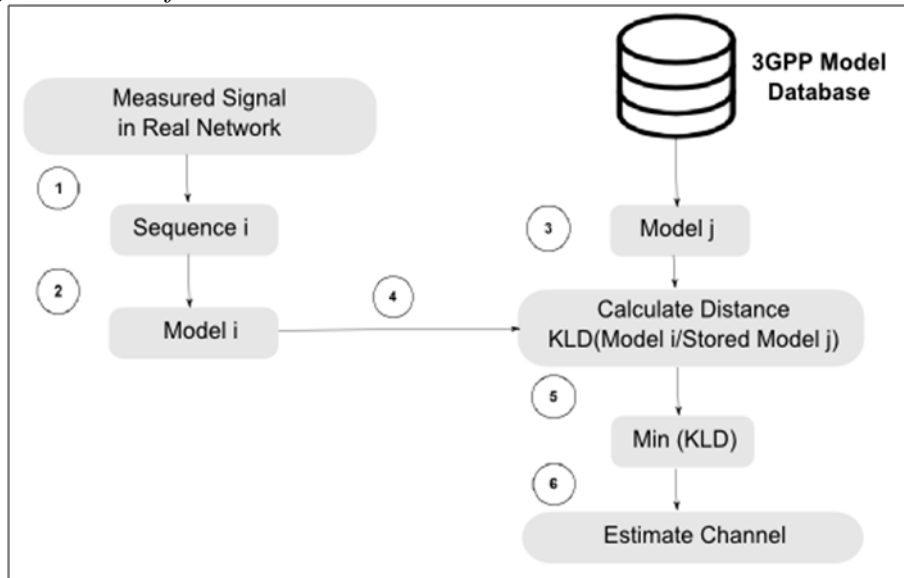 Measured Signal
in Real Network
3GPP Model
Database
1
Sequence i
3
Model j
2
Model i
4
Calculate Distance
KLD(Model i/Stored Model j)
5
Min (KLD)
6
Estimate Channel